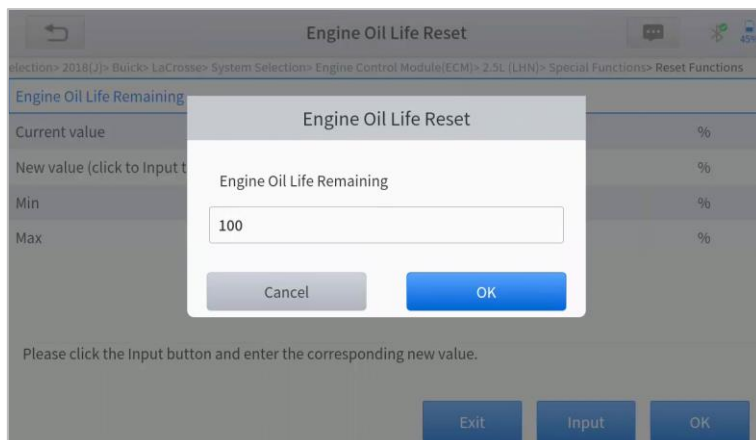 Engine Oil Life Reset
45%
election> 2018(J)> Buick> LaCrosse> System Selection> Engine Control Module(ECM)> 2.5L (LHN)> Special Functions> Reset Functions
Engine Oil Life Remaining
Current value %
New value (click to Input t %
Min %
Max %
Engine Oil Life Reset
Engine Oil Life Remaining
100
Cancel OK
Please click the Input button and enter the corresponding new value.
Exit Input OK